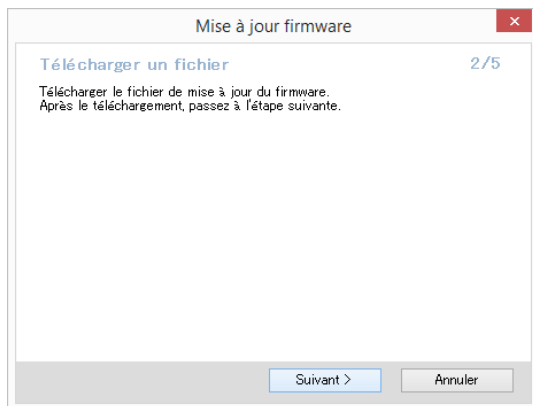 Mise à jour firmware
Télécharger un fichier 2/5
Télécharger le fichier de mise à jour du firmware.
Après le téléchargement, passez à l'étape suivante.
Suivant > Annuler